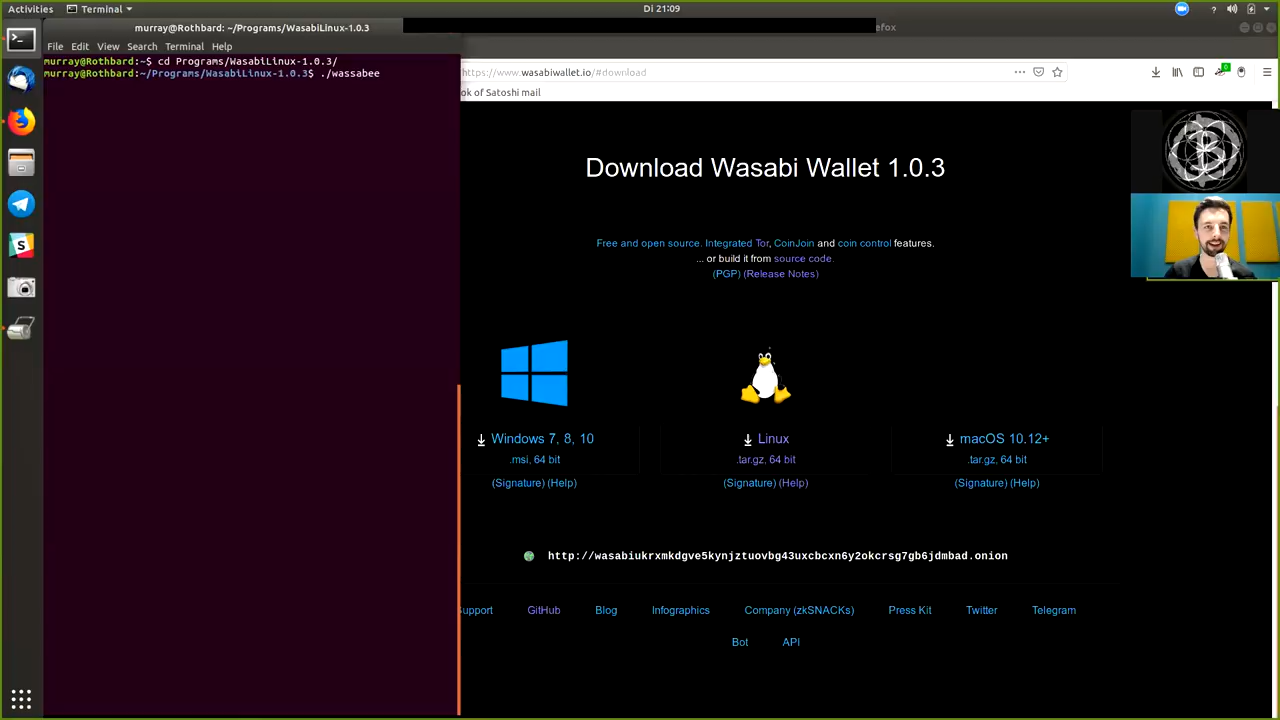 Activities
Terminal
Di 21:09
murray@Rothbard: ~/Programs/WasabiLinux-1.0.3
efox
File Edit View Search Terminal Help
murray@Rothbard:~$ cd Programs/WasabiLinux-1.0.3/
murray@Rothbard:~/Programs/WasabiLinux-1.0.3$ ./wassabee
https://www.wasabiwallet.io/#download
0
ok of Satoshi mail
Download Wasabi Wallet 1.0.3
Free and open source. Integrated Tor, CoinJoin and coin control features.
... or build it from source code.
(PGP) (Release Notes)
Windows 7, 8, 10
.msi, 64 bit
(Signature) (Help)
Linux
.tar.gz, 64 bit
(Signature) (Help)
macOS 10.12+
.tar.gz, 64 bit
(Signature) (Help)
http://wasabiukrxmkdgve5kynjztuovbg43uxcbcxn6y2okcrsg7gb6jdmbad.onion
upport GitHub Blog Infographics Company (zkSNACKs) Press Kit Twitter Telegram
Bot API